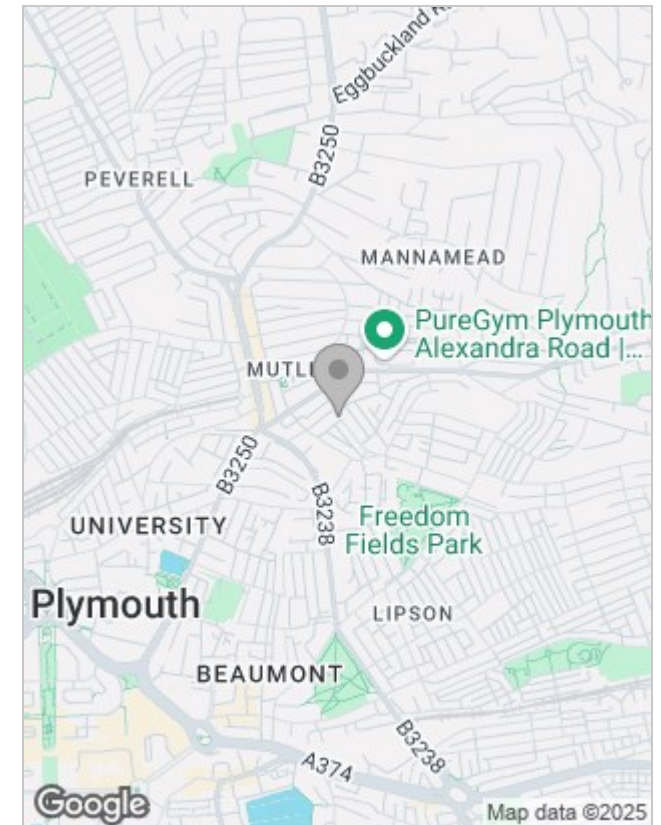 Eggbuckland
B3250
PEVERELL
MANNAMEAD
PureGym Plymouth
Alexandra Road |...
B3250
B3238
UNIVERSITY
Freedom
Fields Park
Plymouth
LIPSON
BEAUMONT
B3238
A374
Google
Map data ©2025